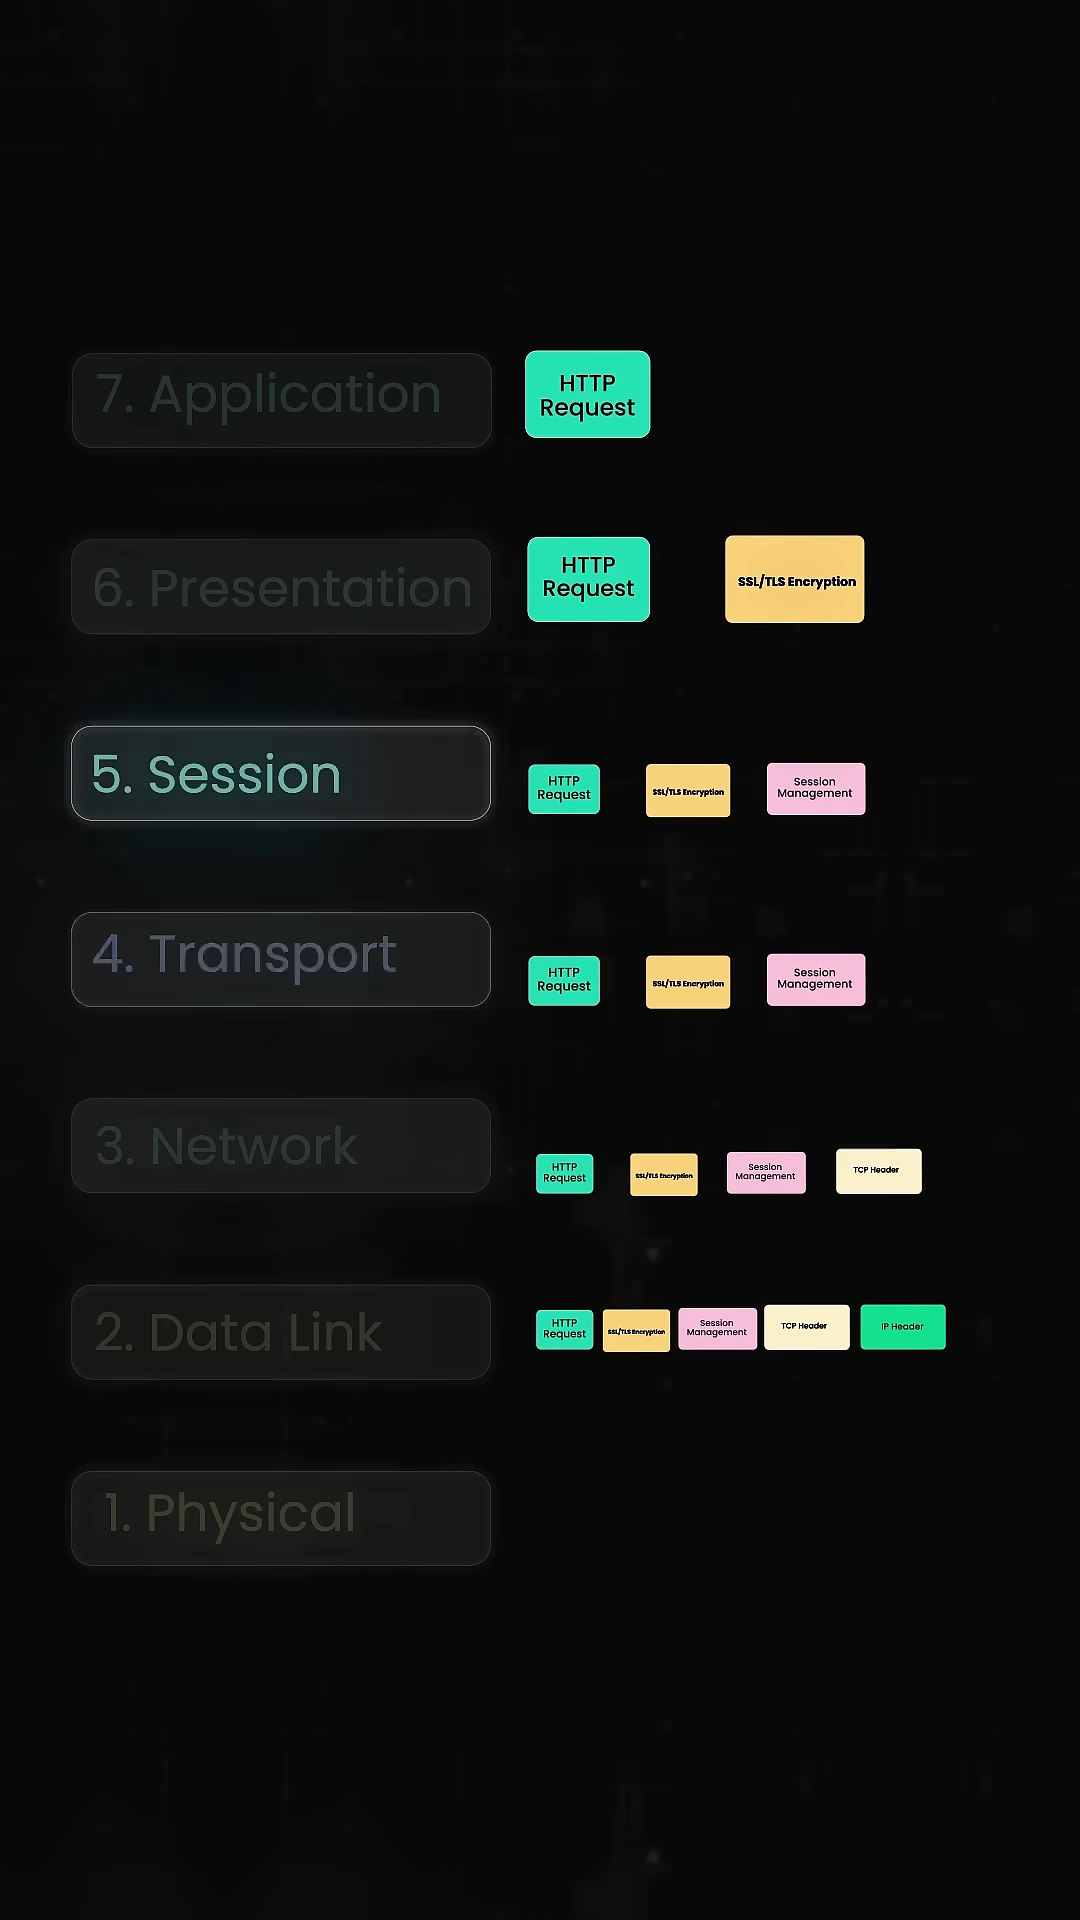 7. Application
HTTP
Request
6. Presentation
HTTP
Request
SSL/TLS Encryption
5. Session
HTTP
Request
SSL/TLS Encryption
Session
Management
4. Transport
HTTP
Request
SSL/TLS Encryption
Session
Management
3. Network
HTTP
Request
SSL/TLS Encryption
Session
Management
TCP Header
2. Data Link
HTTP
Request
SSL/TLS Encryption
Session
Management
TCP Header
IP Header
1. Physical